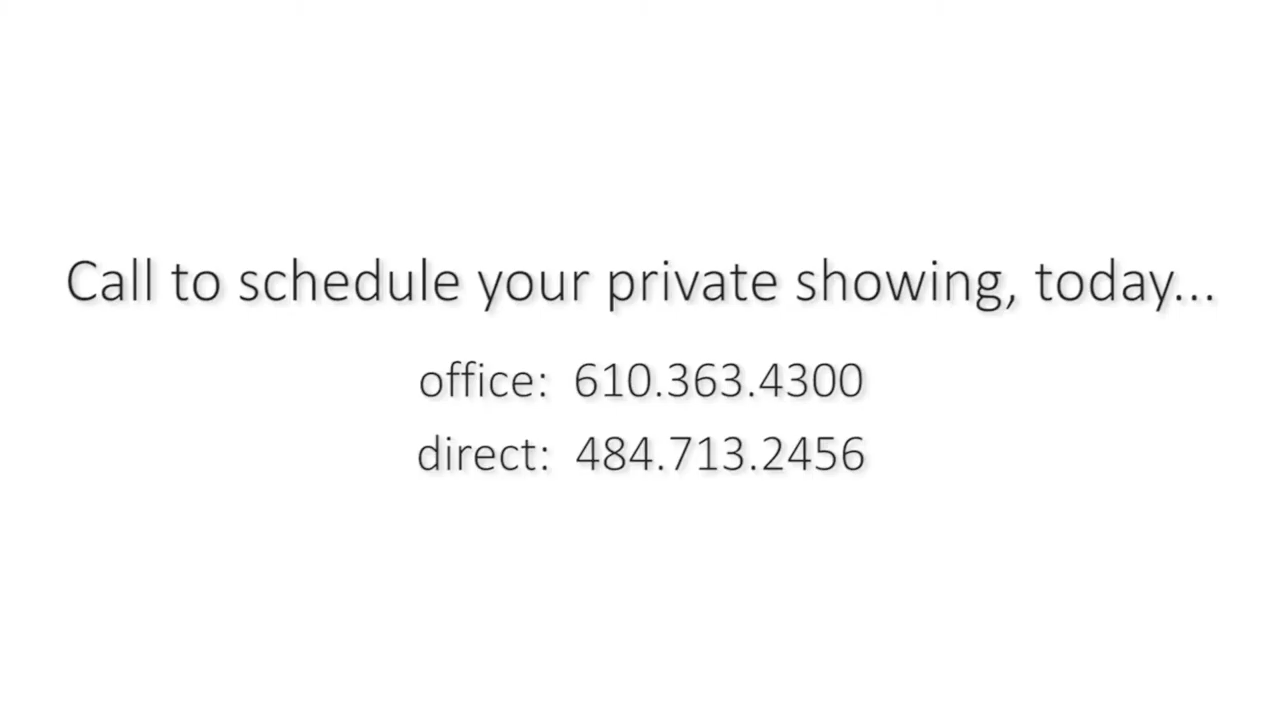 Call to schedule your private showing, today...
office: 610.363.4300
direct: 484.713.2456